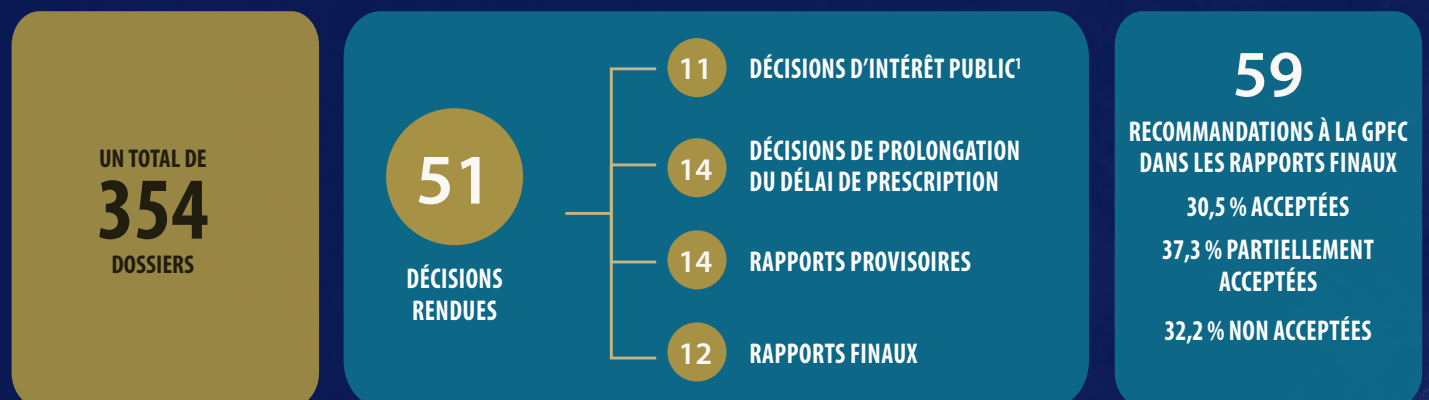 UN TOTAL DE
354
DOSSIERS
51
DÉCISIONS
RENDUES
11 DÉCISIONS D'INTÉRÊT PUBLIC¹
14 DÉCISIONS DE PROLONGATION
DU DÉLAI DE PRESCRIPTION
14 RAPPORTS PROVISOIRES
12 RAPPORTS FINAUX
59
RECOMMANDATIONS À LA GPFC
DANS LES RAPPORTS FINAUX
30,5 % ACCEPTÉES
37,3 % PARTIELLEMENT
ACCEPTÉES
32,2 % NON ACCEPTÉES